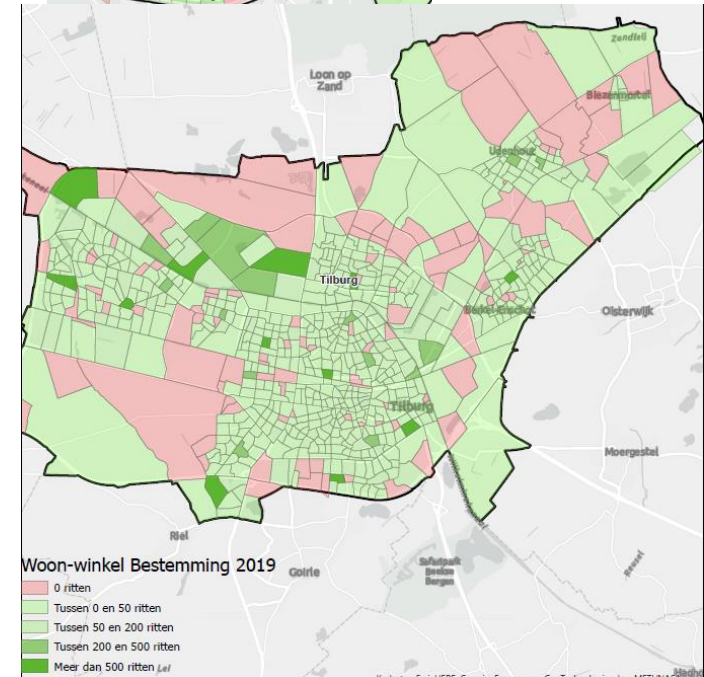 Zandleij
Loon op
Zand
Biezenmortel
Udenhout
Tilburg
Berkel-Enschot
Oisterwijk
Tilburg
Moergestel
Riel
Goirle
Safaripark
Beekse
Bergen
Reusel
Woon-winkel Bestemming 2019
0 ritten
Tussen 0 en 50 ritten
Tussen 50 en 200 ritten
Tussen 200 en 500 ritten
Meer dan 500 ritten
Lei